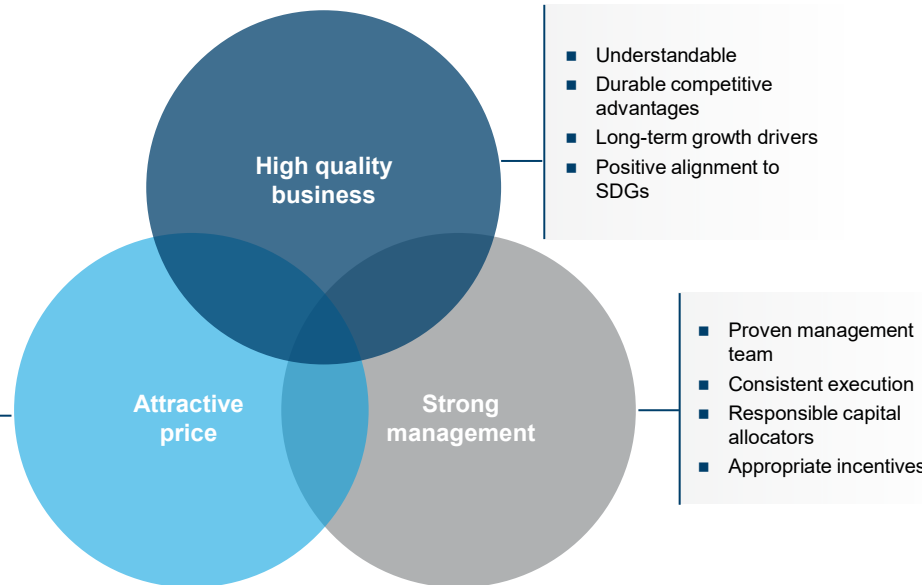 High quality
business
■ Understandable
■ Durable competitive
advantages
■ Long-term growth drivers
■ Positive alignment to
SDGs
Attractive
price
Strong
management
■ Proven management
team
■ Consistent execution
■ Responsible capital
allocators
■ Appropriate incentives